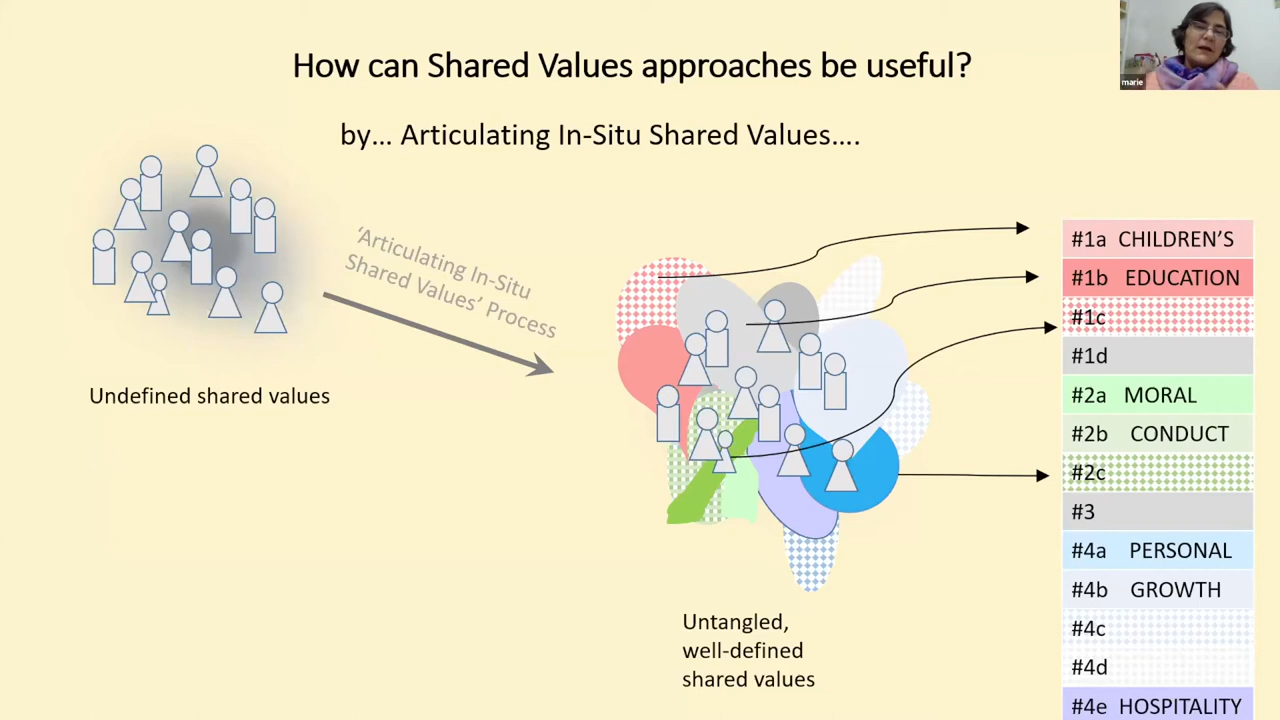 How can Shared Values approaches be useful?
by... Articulating In-Situ Shared Values....
marie
'Articulating In-Situ
Shared Values' Process
Undefined shared values
Untangled,
well-defined
shared values
#1a CHILDREN'S
#1b EDUCATION
#1c
#1d
#2a MORAL
#2b CONDUCT
#2c
#3
#4a PERSONAL
#4b GROWTH
#4c
#4d
#4e HOSPITALITY